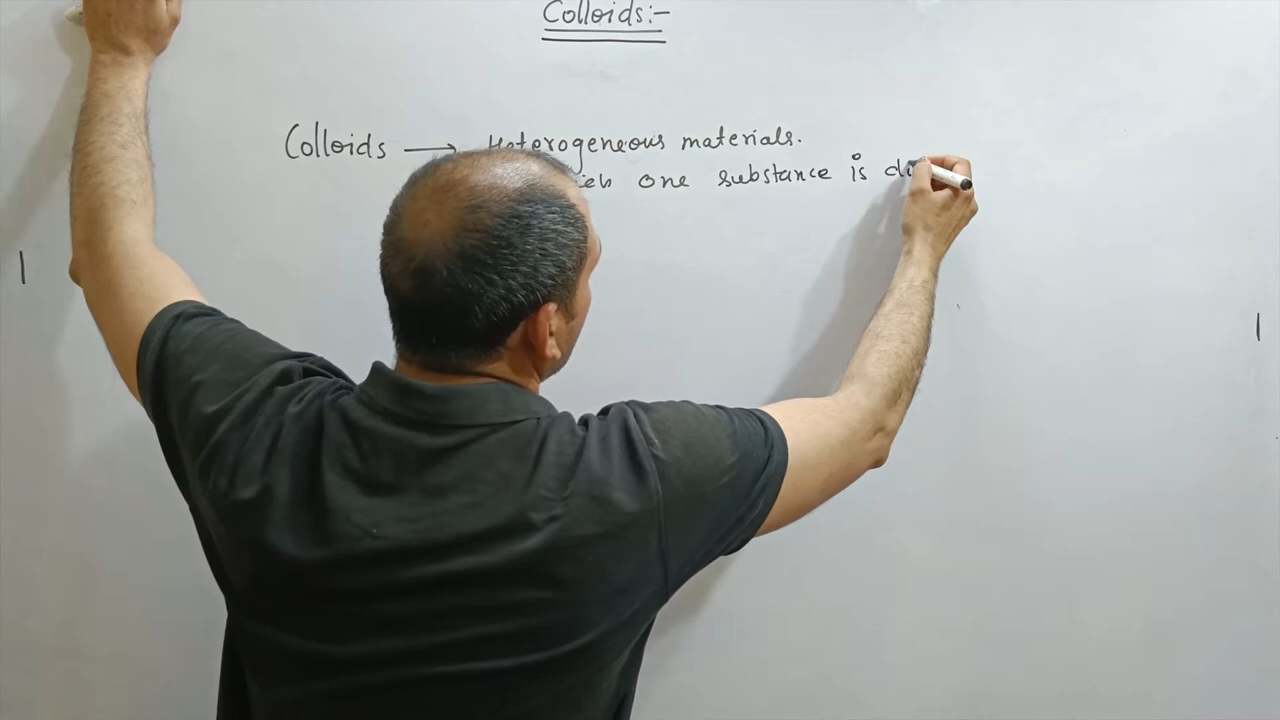 Colloids:-
Colloids → Heterogeneous materials.
one substance is